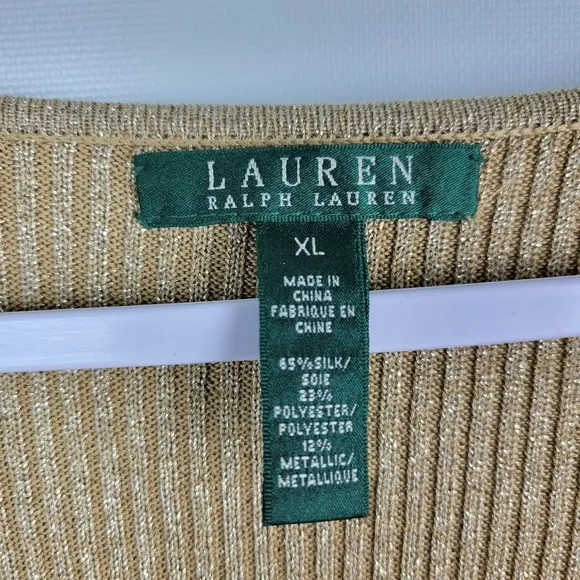 LAUREN
RALPH LAUREN
XL
MADE IN
CHINA
FABRIQUE EN
CHINE
65%SILK/
SOIE
23%
POLYESTER/
POLYESTER
12%
METALLIC/
METALLIQUE